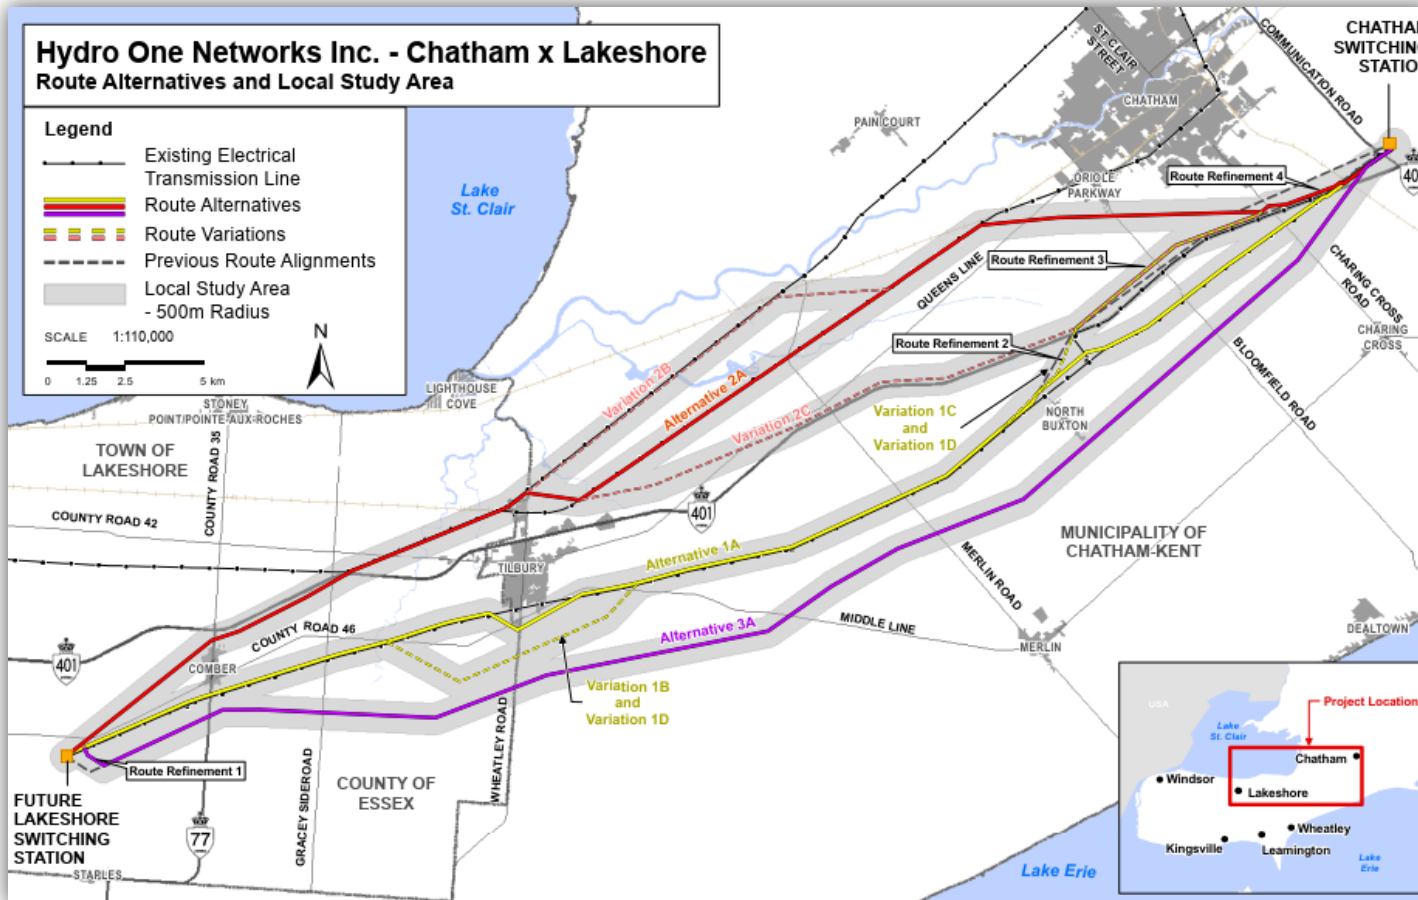 Hydro One Networks Inc. - Chatham x Lakeshore
Route Alternatives and Local Study Area
Legend
Existing Electrical
Transmission Line
Route Alternatives
Route Variations
Previous Route Alignments
Local Study Area
- 500m Radius
SCALE 1:110,000
0 1.25 2.5 5 km
N
Lake
St. Clair
PAIN COURT
ST. CLAIR
STREET
CHATHAM
COMMUNICATION ROAD
CHATHAM
SWITCHING
STATION
ORIOLE
PARKWAY
Route Refinement 4
40
QUEENS LINE
Route Refinement 3
CHARING CROSS
ROAD
CHARING
CROSS
Route Refinement 2
BLOOMFIELD ROAD
LIGHTHOUSE
COVE
STONEY
POINT/POINTE-AUX-ROCHES
Variation 2B
Alternative 2A
Variation 2C
Variation 1C
and
Variation 1D
NORTH
BUXTON
TOWN OF
LAKESHORE
COUNTY ROAD 35
COUNTY ROAD 42
401
MUNICIPALITY OF
CHATHAM-KENT
TILBURY
Alternative 1A
MERLIN ROAD
COUNTY ROAD 46
Alternative 3A
MIDDLE LINE
MERLIN
DEALTOWN
401
COMBER
Variation 1B
and
Variation 1D
WHEATLEY ROAD
Route Refinement 1
GRACEY SIDEROAD
COUNTY OF
ESSEX
FUTURE
LAKESHORE
SWITCHING
STATION
77
STAPLES
Lake Erie
USA
Project Location
Lake
St. Clair
Chatham
Windsor
Lakeshore
Wheatley
Kingsville
Leamington
Lake
Erie